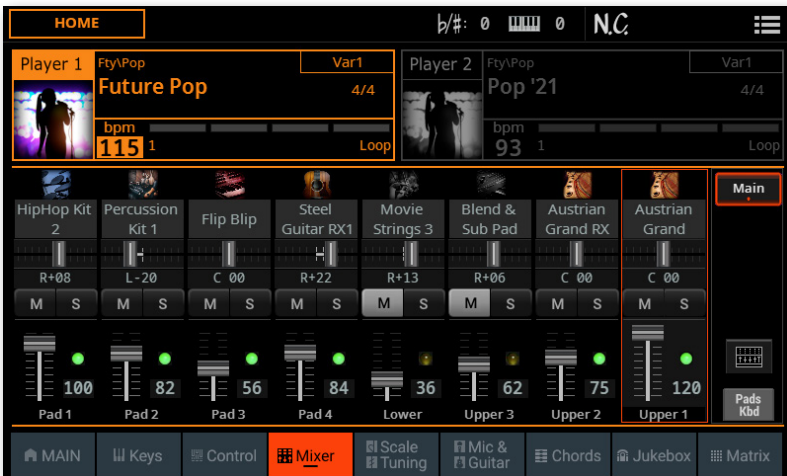 HOME
♭/#: 0 0 N.C.
Player 1 Fty\Pop Var1
Future Pop
4/4
bpm
115 1 Loop
Player 2 Fty\Pop Var1
Pop '21
4/4
bpm
93 1 Loop
HipHop Kit 2
Percussion Kit 1
Flip Blip
Steel Guitar RX1
Movie Strings 3
Blend & Sub Pad
Austrian Grand RX
Austrian Grand
Main
R+08 L-20 C 00 R+22 R+13 R+06 C 00 C 00
M S M S M S M S M S M S M S M S
100 82 56 84 36 62 75 120
Pad 1 Pad 2 Pad 3 Pad 4 Lower Upper 3 Upper 2 Upper 1
Pads
Kbd
MAIN Keys Control Mixer Scale Tuning Mic & Guitar Chords Jukebox Matrix